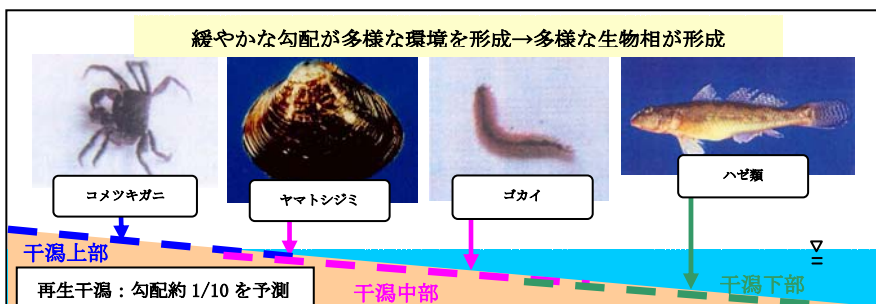 緩やかな勾配が多様な環境を形成→多様な生物相が形成
コメツキガニ
ヤマトシジミ
ゴカイ
ハゼ類
干潟上部
再生干潟：勾配約 1/10 を予測
干潟中部
干潟下部